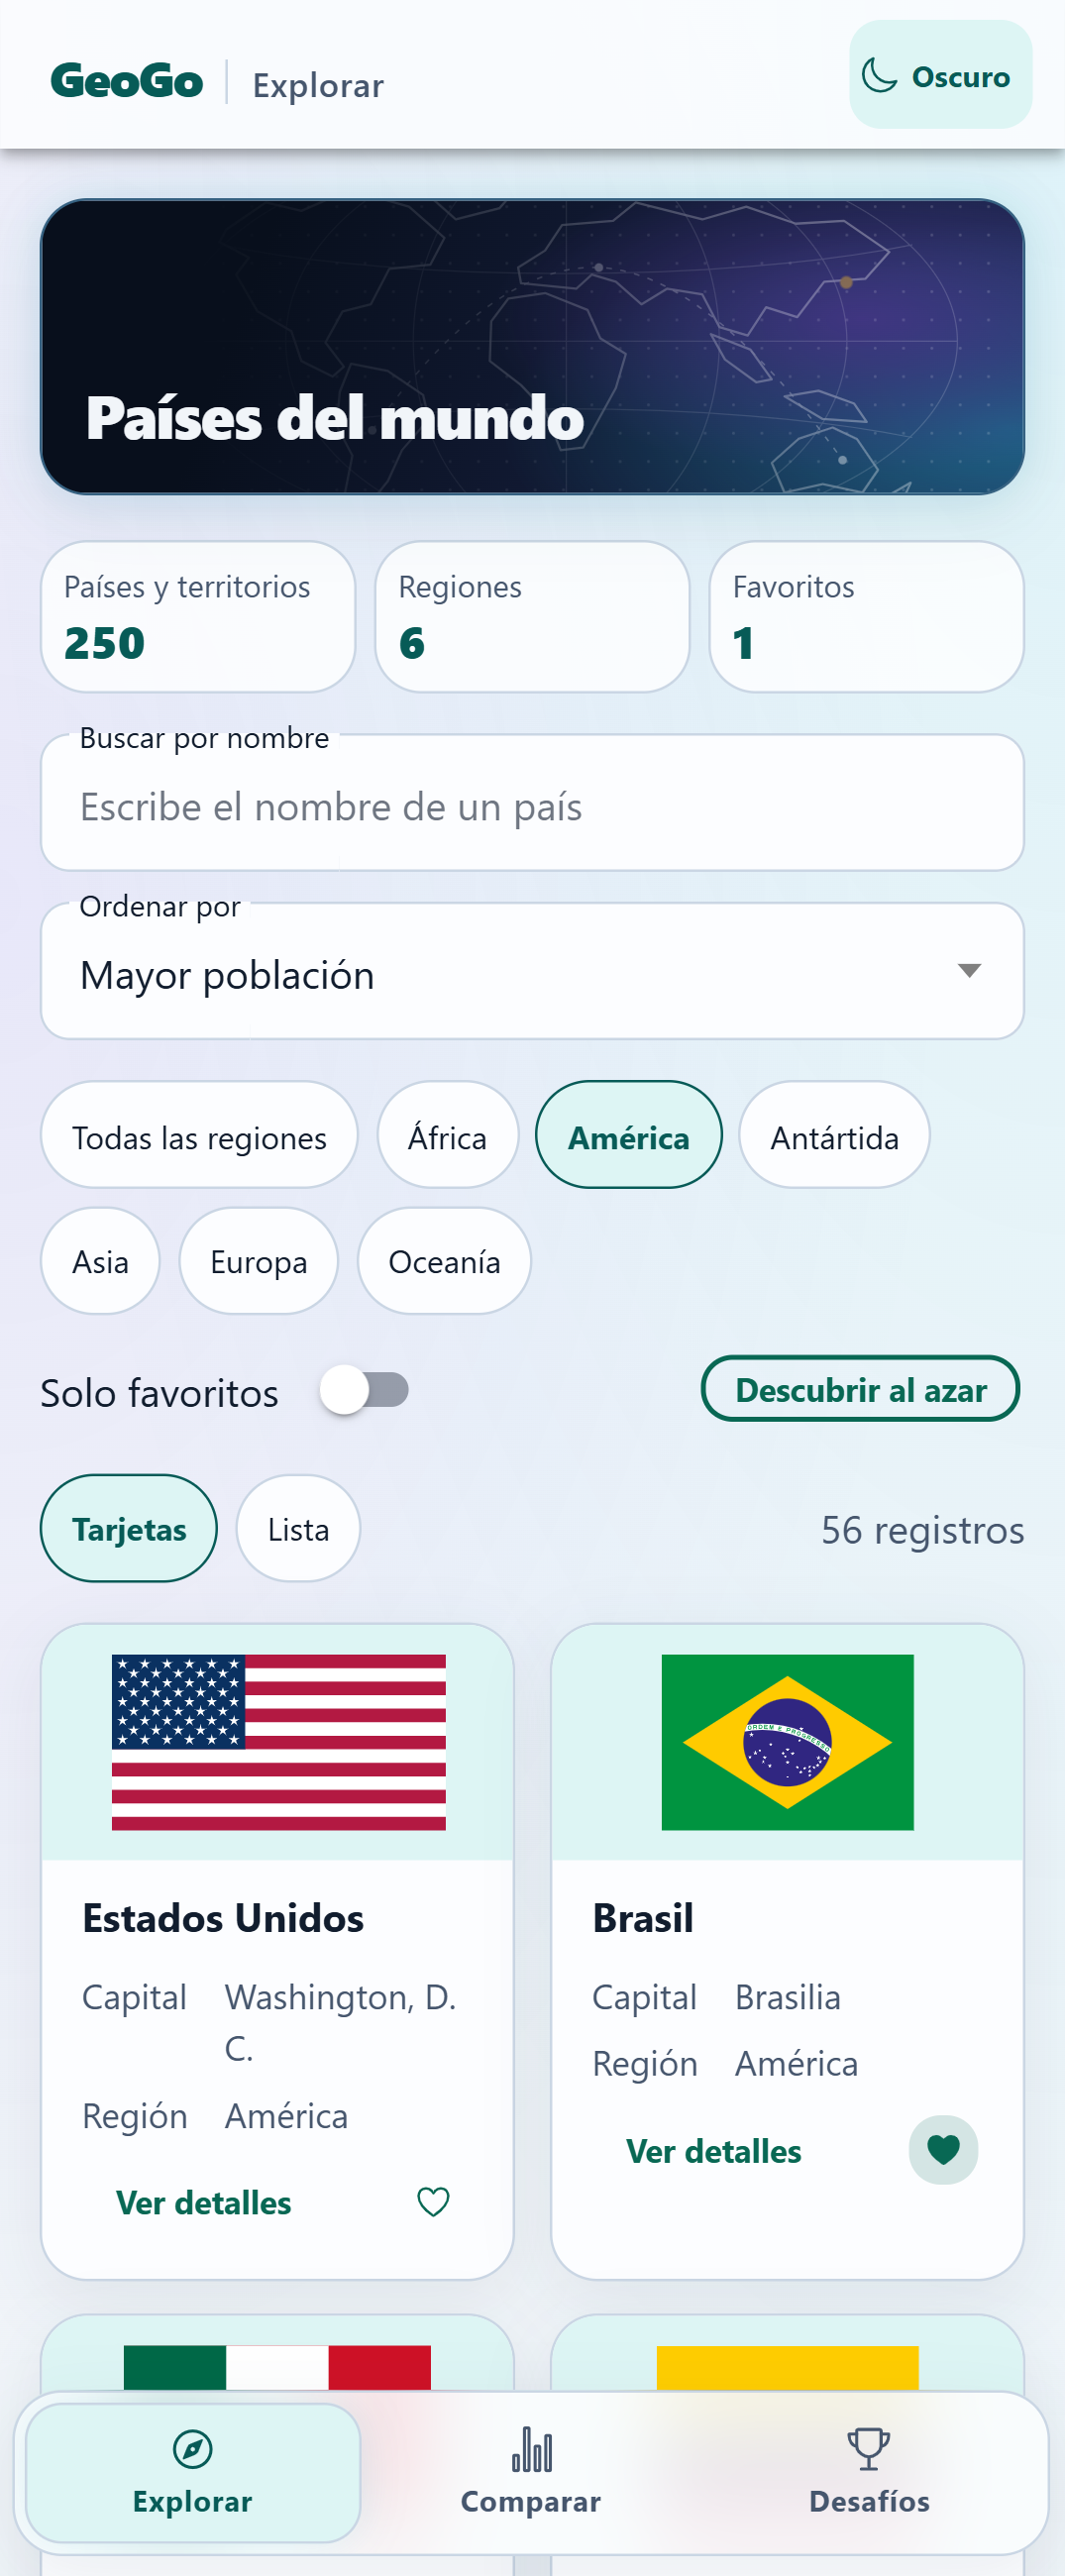 GeoGo
Explorar
Oscuro
Países del mundo
Países y territorios
250
Regiones
6
Favoritos
1
Buscar por nombre
Escribe el nombre de un país
Ordenar por
Mayor población
Todas las regiones
África
América
Antártida
Asia
Europa
Oceanía
Solo favoritos
Descubrir al azar
Tarjetas
Lista
56 registros
ORDEM E PROGRESSO
Estados Unidos
Capital Washington, D.
C.
Región América
Ver detalles
Brasil
Capital Brasilia
Región América
Ver detalles
Explorar
Comparar
Desafíos